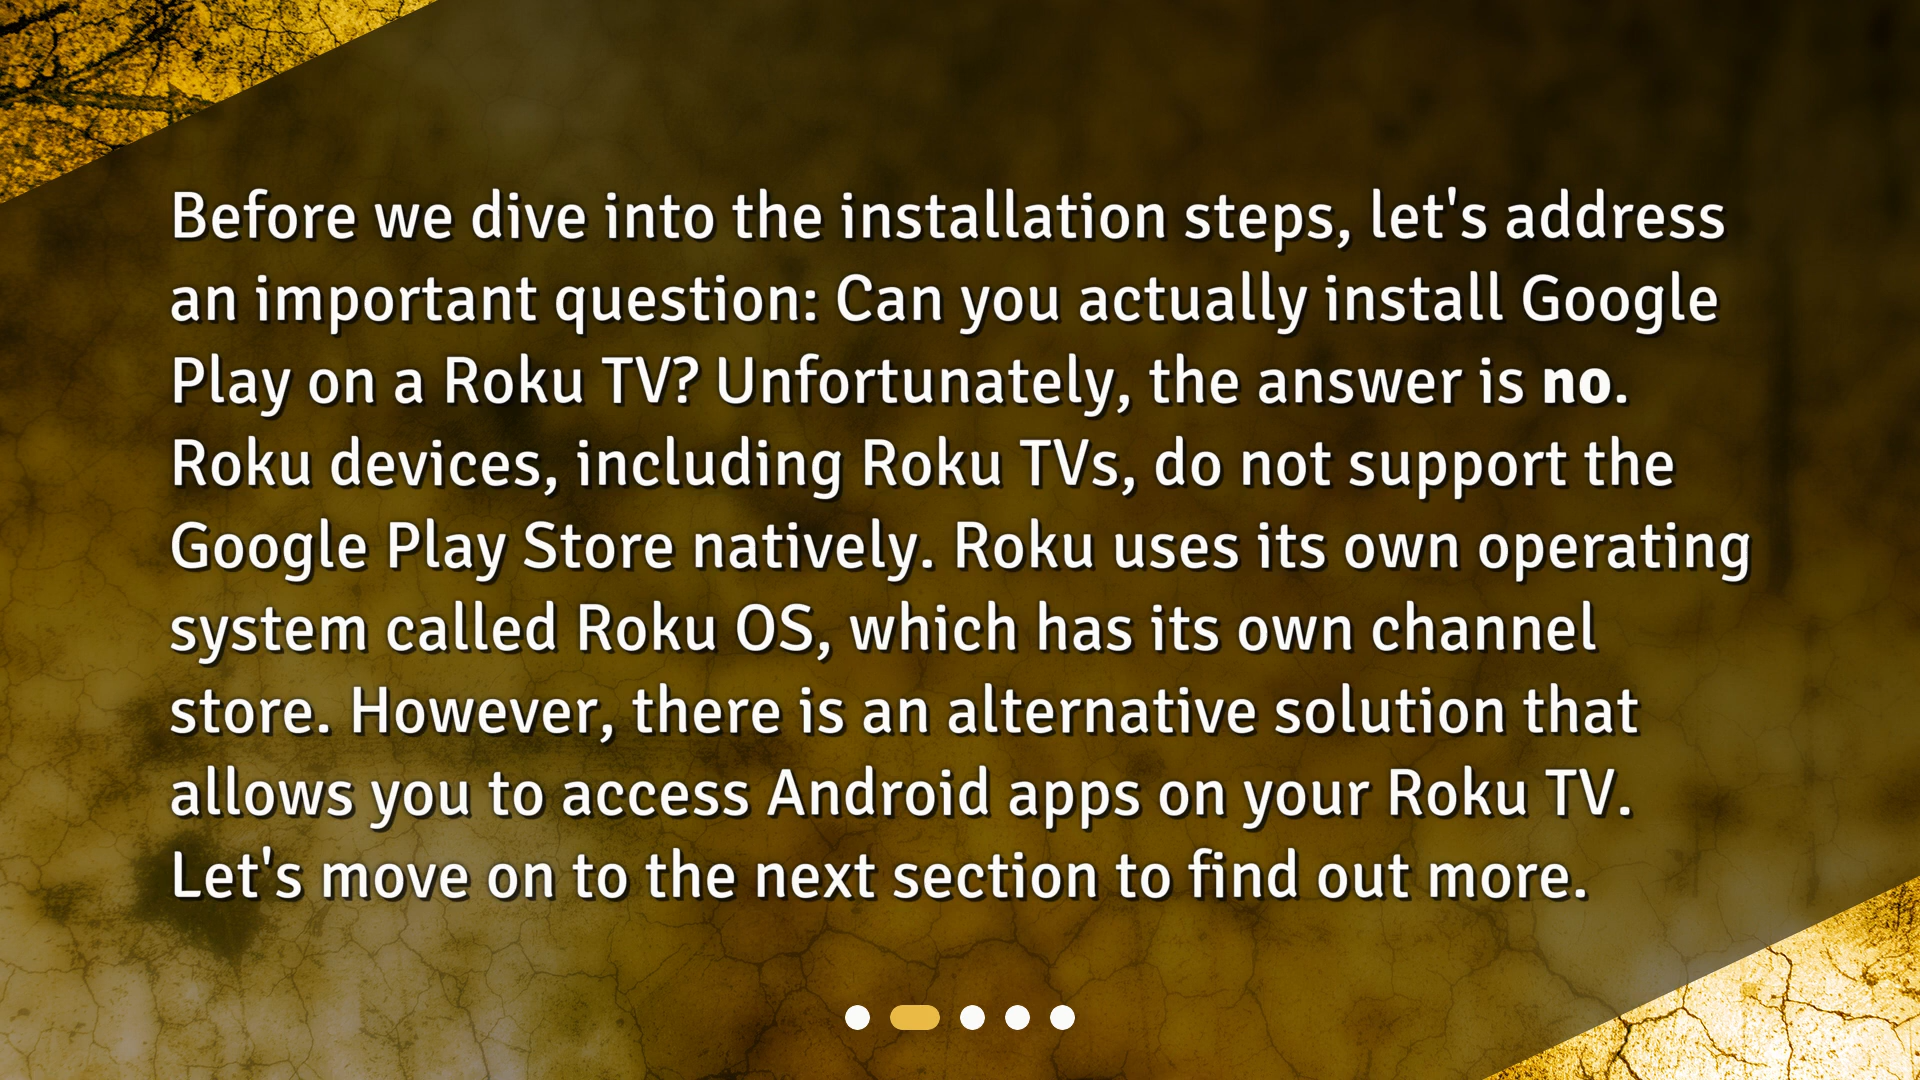 Before we dive into the installation steps, let's address
an important question: Can you actually install Google
Play on a Roku TV? Unfortunately, the answer is no.
Roku devices, including Roku TVs, do not support the
Google Play Store natively. Roku uses its own operating
system called Roku OS, which has its own channel
store. However, there is an alternative solution that
allows you to access Android apps on your Roku TV.
Let's move on to the next section to find out more.